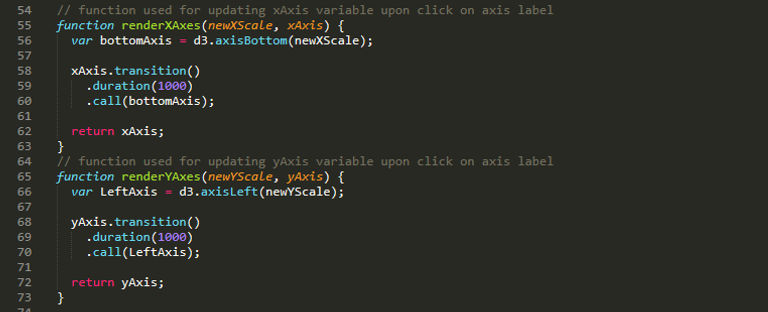 54 // function used for updating xAxis variable upon click on axis label
55 function renderXAxes(newXScale, xAxis) {
56 var bottomAxis = d3.axisBottom(newXScale);
57
58 xAxis.transition()
59 .duration(1000)
60 .call(bottomAxis);
61
62 return xAxis;
63 }
64 // function used for updating yAxis variable upon click on axis label
65 function renderYAxes(newYScale, yAxis) {
66 var LeftAxis = d3.axisLeft(newYScale);
67
68 yAxis.transition()
69 .duration(1000)
70 .call(LeftAxis);
71
72 return yAxis;
73 }
74